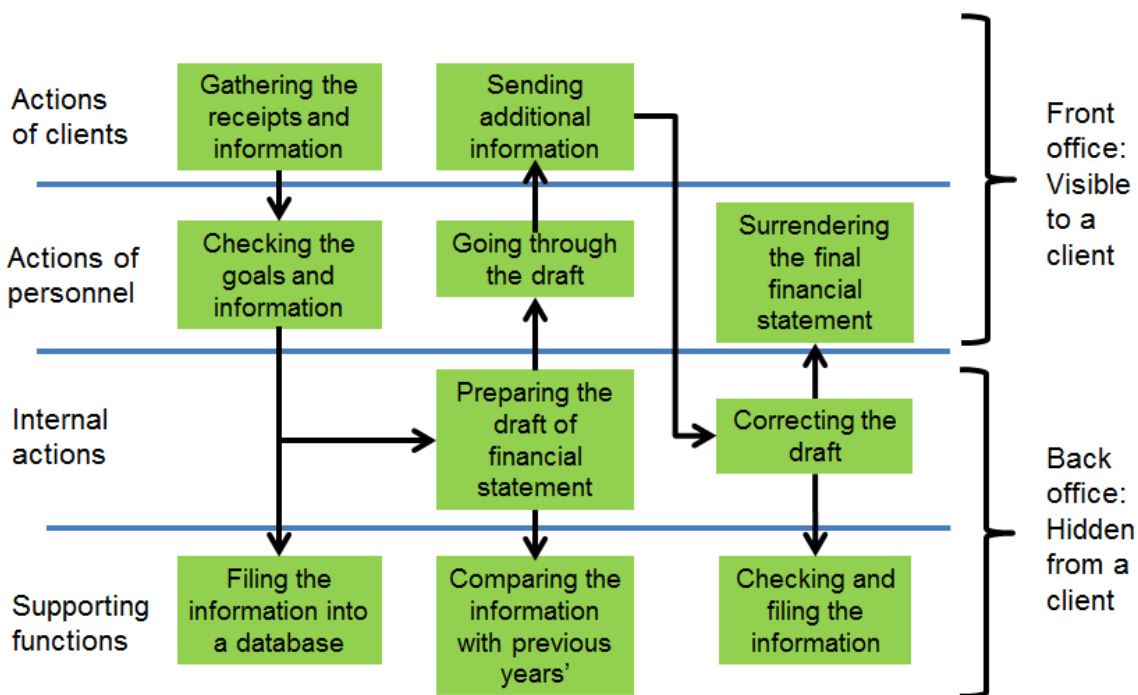 Actions
of clients
Gathering the
receipts and
information
Sending
additional
information
Front
office:
Visible
to a
client
Actions of
personnel
Checking the
goals and
information
Going through
the draft
Surrendering
the final
financial
statement
Internal
actions
Preparing the
draft of
financial
statement
Correcting the
draft
Back
office:
Hidden
from a
client
Supporting
functions
Filing the
information into
a database
Comparing the
information
with previous
years’
Checking and
filing the
information